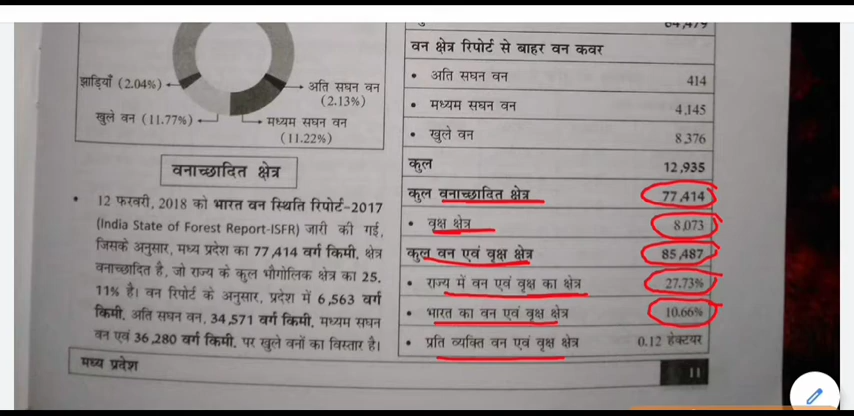 झाड़ियाँ (2.04%)
खुले वन (11.77%)
अति सघन वन
(2.13%)
मध्यम सघन वन
(11.22%)
वनाच्छादित क्षेत्र
• 12 फरवरी, 2018 को भारत वन स्थिति रिपोर्ट-2017
(India State of Forest Report-ISFR) जारी की गई,
जिसके अनुसार, मध्य प्रदेश का 77,414 वर्ग किमी. क्षेत्र
वनाच्छादित है, जो राज्य के कुल भौगोलिक क्षेत्र का 25.
11% है। वन रिपोर्ट के अनुसार, प्रदेश में 6,563 वर्ग
किमी. अति सघन वन, 34,571 वर्ग किमी. मध्यम सघन
वन एवं 36,280 वर्ग किमी. पर खुले वनों का विस्तार है।
मध्य प्रदेश
64,479
वन क्षेत्र रिपोर्ट से बाहर वन कवर
• अति सघन वन 414
• मध्यम सघन वन 4,145
• खुले वन 8,376
कुल 12,935
कुल वनाच्छादित क्षेत्र 77,414
• वृक्ष क्षेत्र 8,073
कुल वन एवं वृक्ष क्षेत्र 85,487
• राज्य में वन एवं वृक्ष का क्षेत्र 27.73%
• भारत का वन एवं वृक्ष क्षेत्र 10.66%
• प्रति व्यक्ति वन एवं वृक्ष क्षेत्र 0.12 हेक्टयर
11